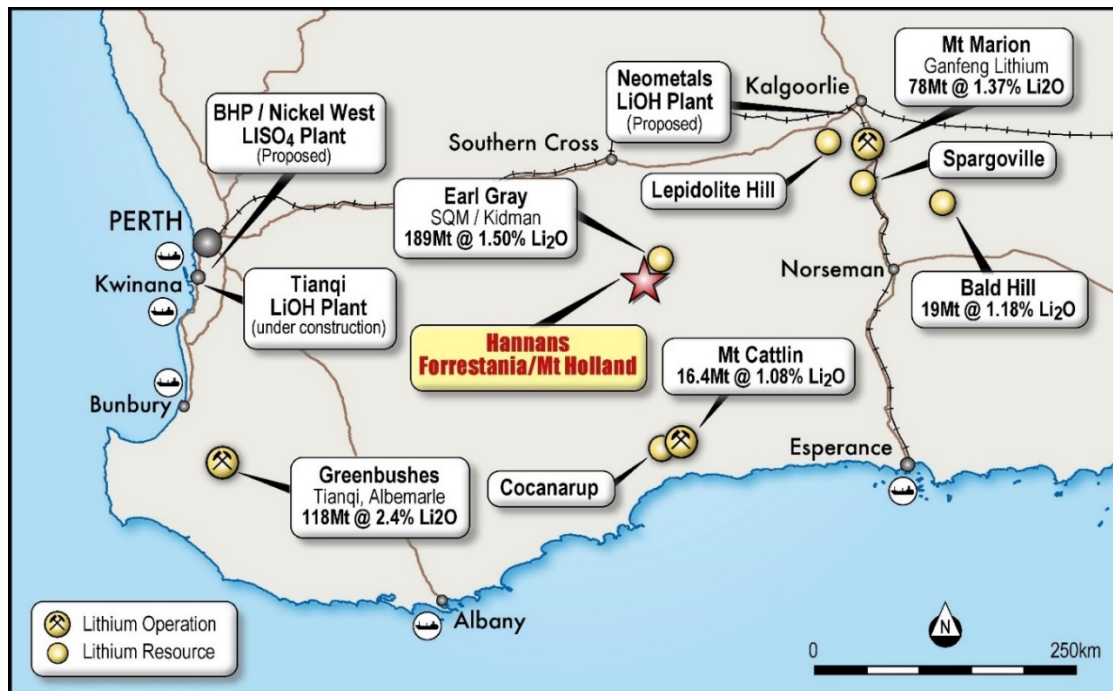 Mt Marion
Ganfeng Lithium
78Mt @ 1.37% Li2O
Neometals
LiOH Plant
(Proposed)
Kalgoorlie
BHP / Nickel West
LISO₄ Plant
(Proposed)
Southern Cross
Spargoville
Lepidolite Hill
Earl Gray
SQM / Kidman
189Mt @ 1.50% Li₂O
PERTH
Kwinana
Tianqi
LiOH Plant
(under construction)
Norseman
Bald Hill
19Mt @ 1.18% Li₂O
Hannans
Forrestania/Mt Holland
Mt Cattlin
16.4Mt @ 1.08% Li₂O
Bunbury
Greenbushes
Tianqi, Albemarle
118Mt @ 2.4% Li2O
Cocanarup
Esperance
Albany
Lithium Operation
Lithium Resource
N
0
250km